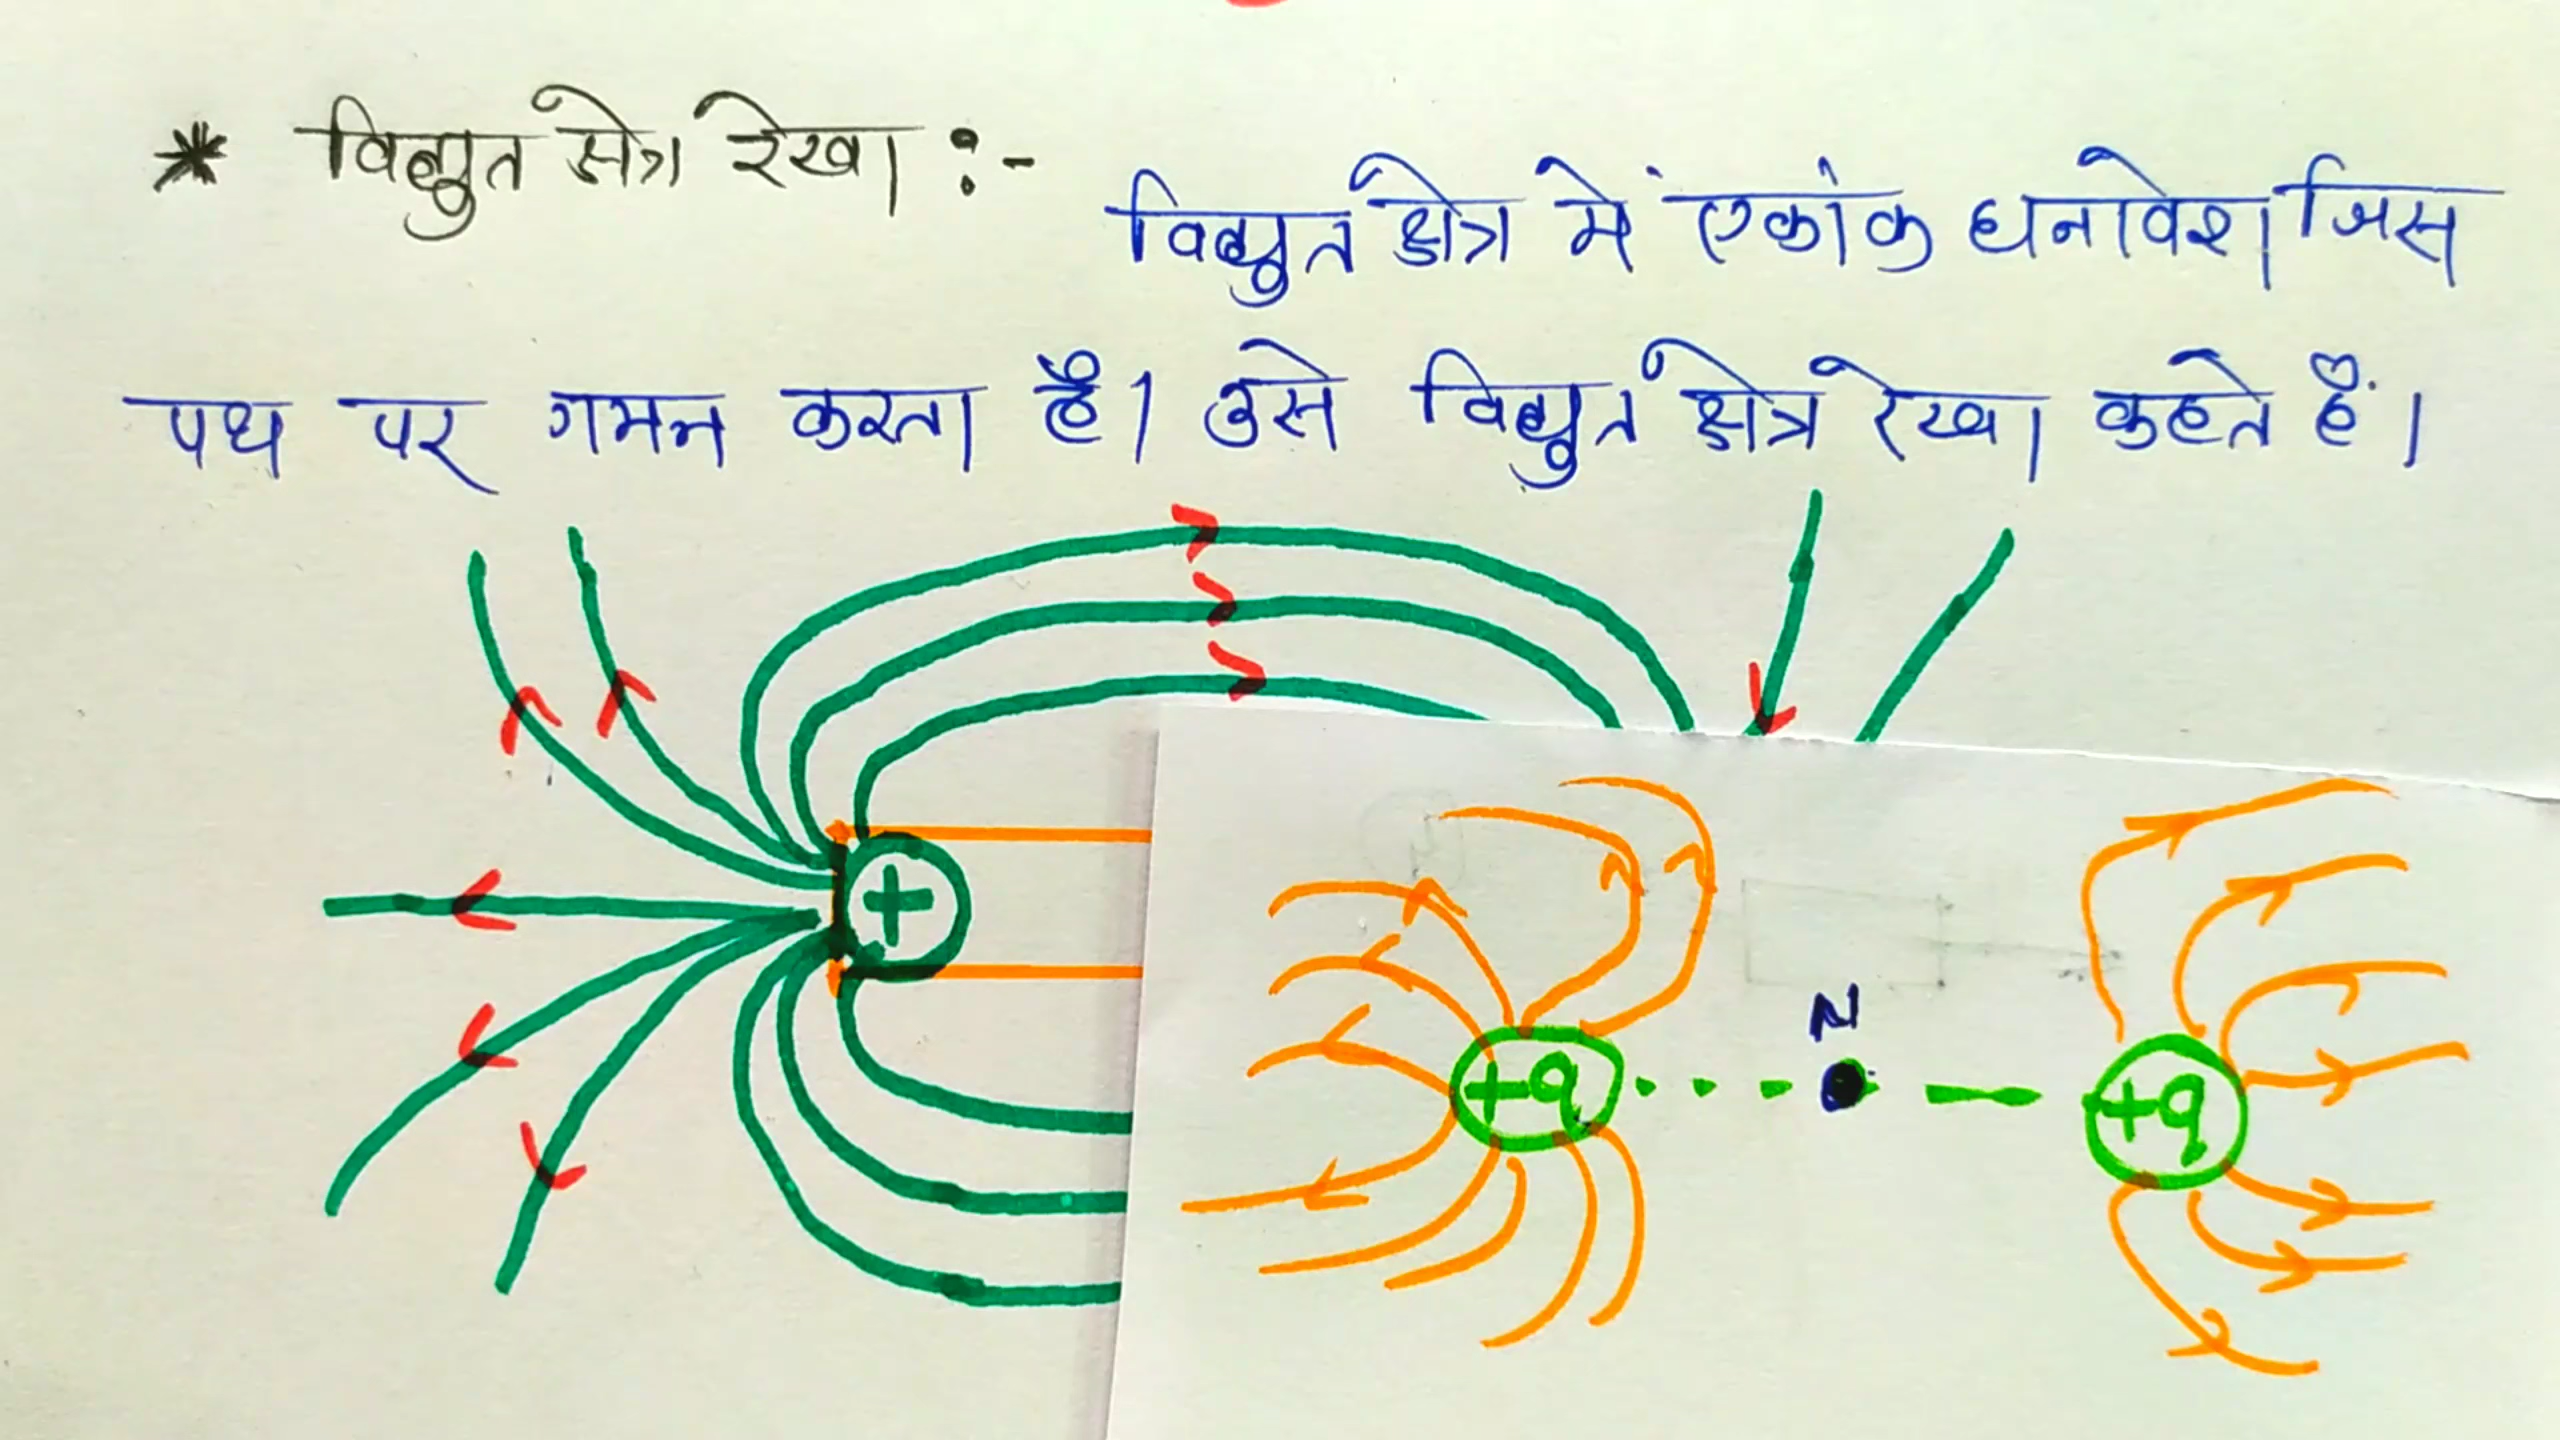 * विद्युत क्षेत्र रेखा :-
विद्युत क्षेत्र में एकांक धनावेश जिस
पथ पर गमन करता है। उसे विद्युत क्षेत्र रेखा कहते हैं।
+
N
+q +q